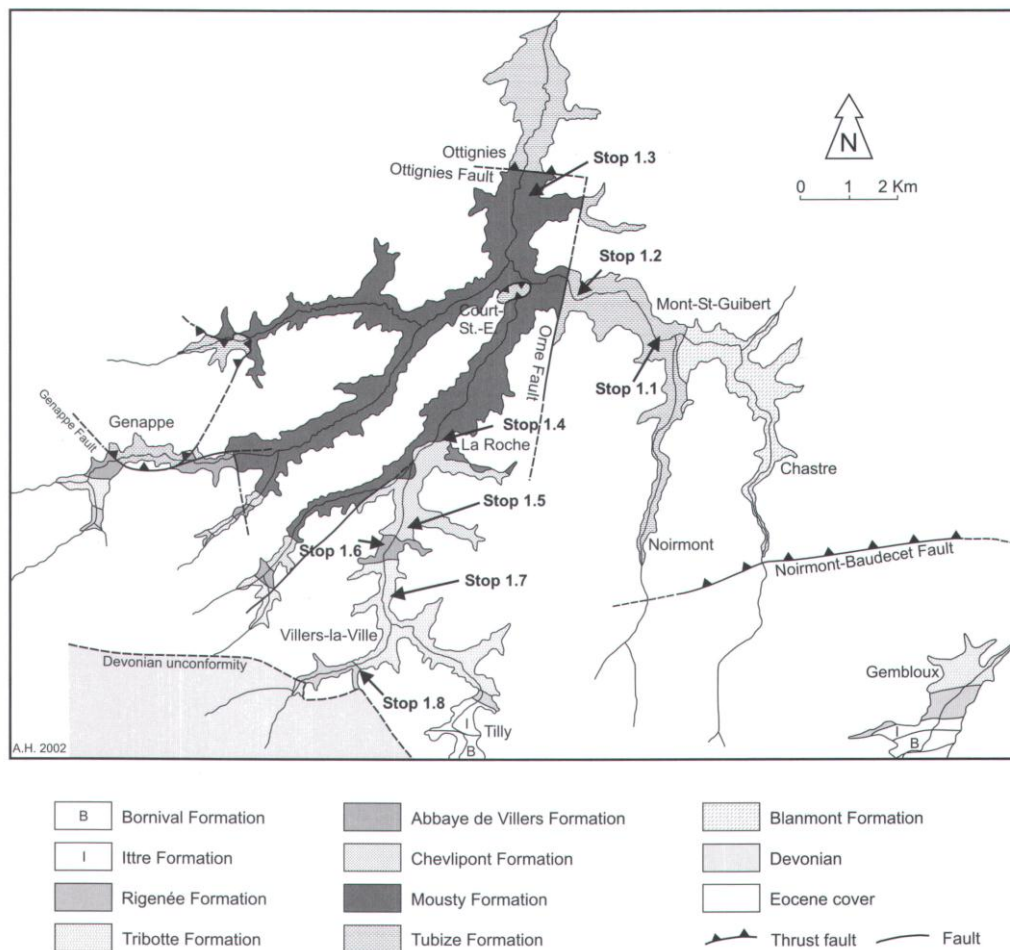 Ottignies
Ottignies Fault
Stop 1.3
N
0 1 2 Km
Stop 1.2
Mont-St-Guibert
Court-
St.-E.
Orne Fault
Stop 1.1
Genappe Fault
Genappe
Stop 1.4
La Roche
Chastre
Stop 1.5
Stop 1.6
Noirmont
Noirmont-Baudecet Fault
Stop 1.7
Villers-la-Ville
Devonian unconformity
Gembloux
Stop 1.8
I
Tilly
B
I
B
A.H. 2002
B Bornival Formation
I Ittre Formation
Rigenée Formation
Tribotte Formation
Abbaye de Villers Formation
Chevlipont Formation
Mousty Formation
Tubize Formation
Blanmont Formation
Devonian
Eocene cover
Thrust fault
Fault